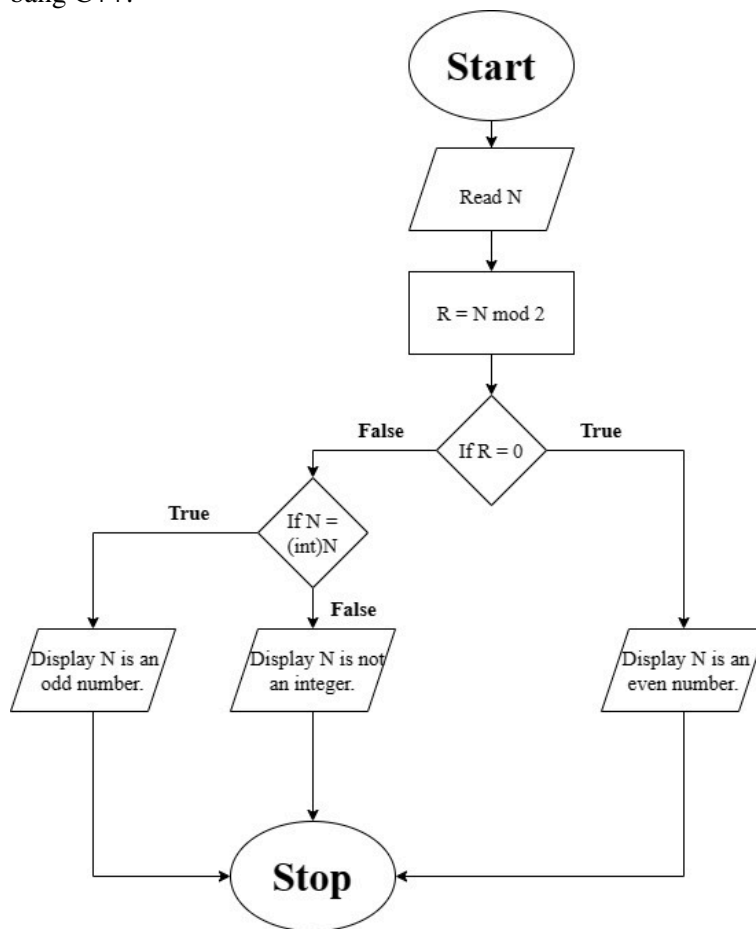 Start
Read N
R = N mod 2
If R = 0
False
True
If N =
(int)N
True
False
Display N is an
odd number.
Display N is not
an integer.
Display N is an
even number.
Stop